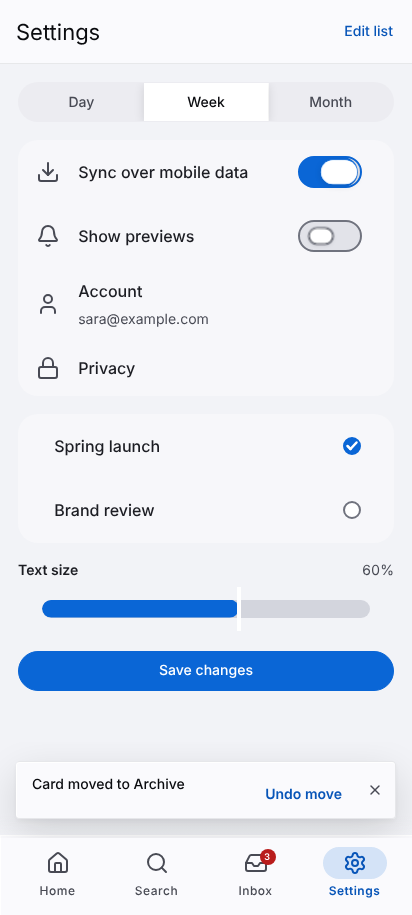 Settings
Edit list
Day
Week
Month
Sync over mobile data
Show previews
Account
sara@example.com
Privacy
Spring launch
Brand review
Text size
60%
Save changes
Card moved to Archive
Undo move
3
Home
Search
Inbox
Settings